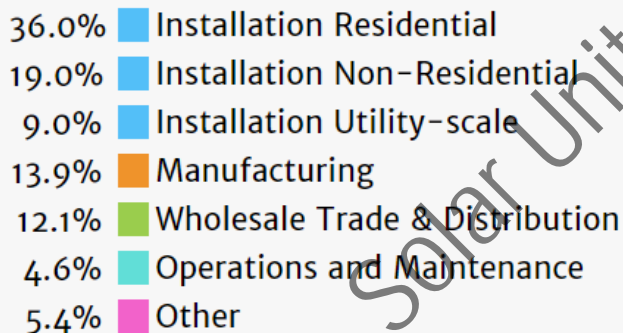 36.0% Installation Residential
19.0% Installation Non-Residential
9.0% Installation Utility-scale
13.9% Manufacturing
12.1% Wholesale Trade & Distribution
4.6% Operations and Maintenance
5.4% Other
Solar Unit